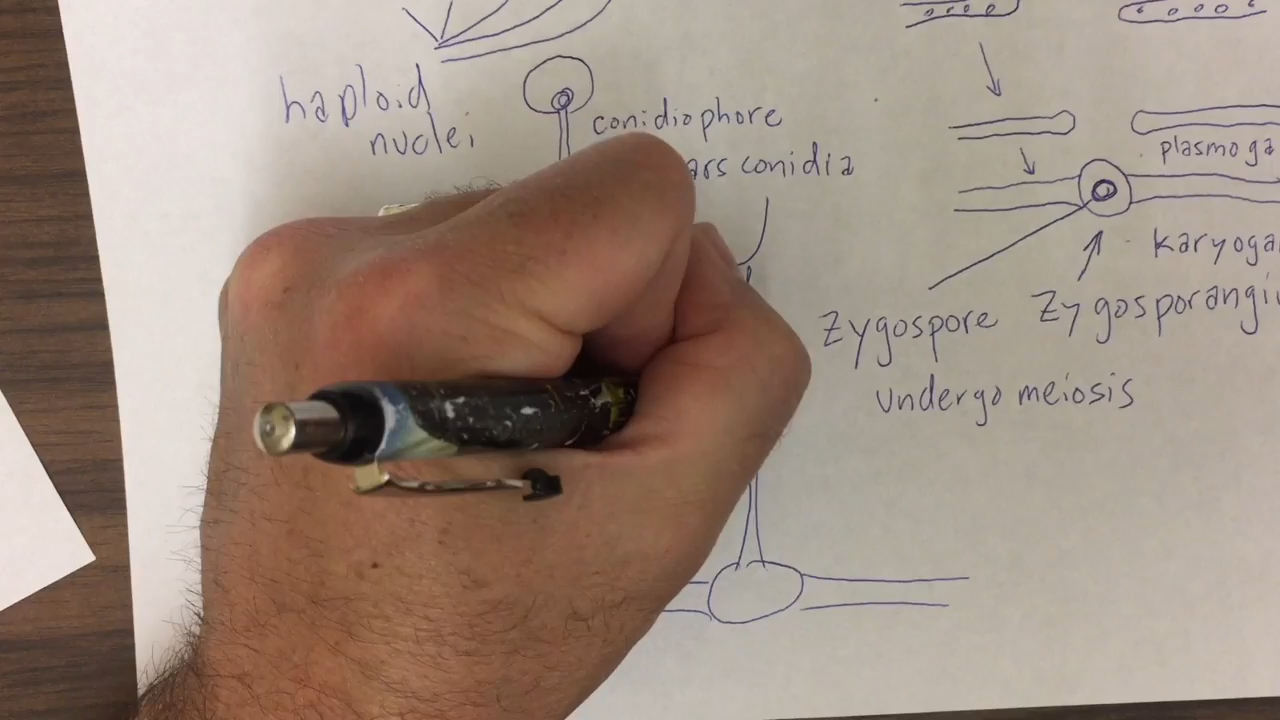 haploid
nuclei
conidiophore
conidia
plasmoga
karyoga
Zygospore
Zygosporangi
undergo meiosis